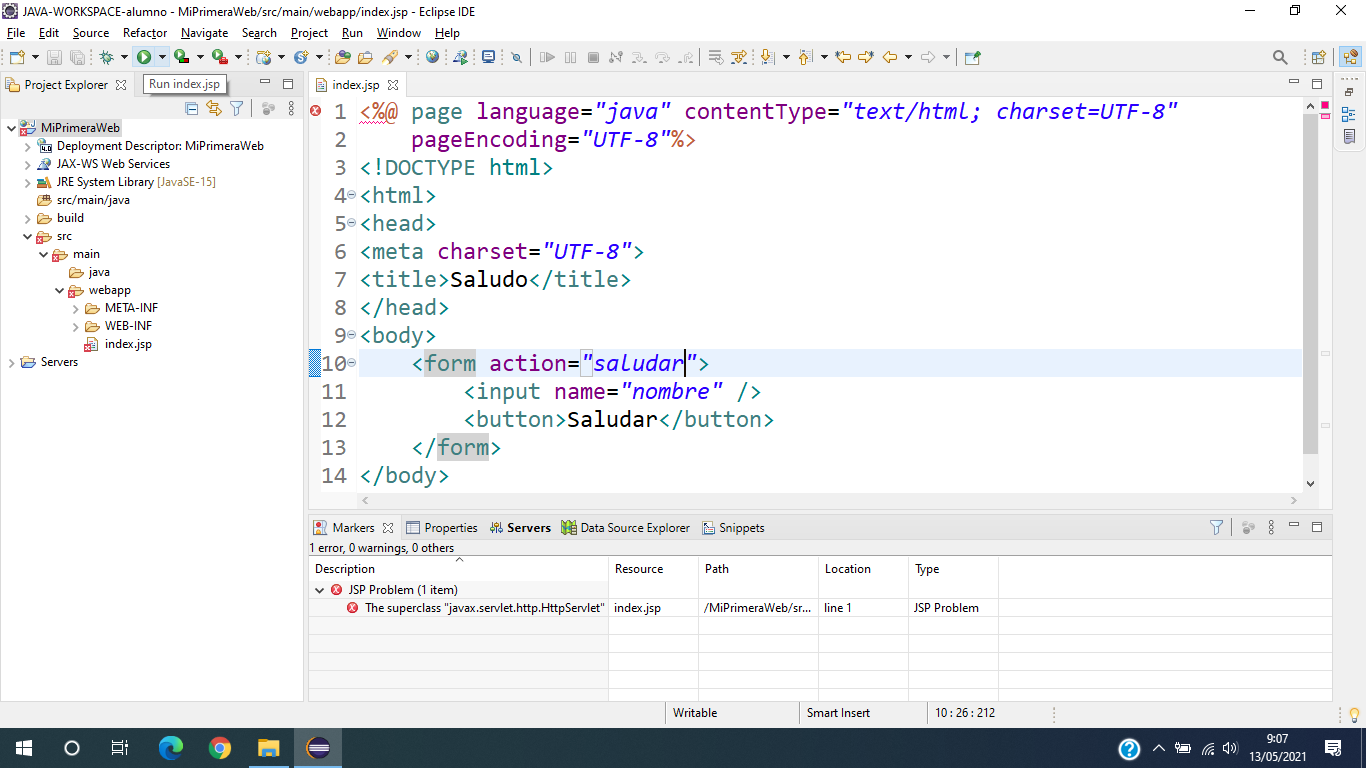 JAVA-WORKSPACE-alumno - MiPrimeraWeb/src/main/webapp/index.jsp - Eclipse IDE
File Edit Source Refactor Navigate Search Project Run Window Help
Project Explorer
Run index.jsp
MiPrimeraWeb
Deployment Descriptor: MiPrimeraWeb
JAX-WS Web Services
JRE System Library [JavaSE-15]
src/main/java
build
src
main
java
webapp
META-INF
WEB-INF
index.jsp
Servers
index.jsp
1 <%@ page language="java" contentType="text/html; charset=UTF-8"
2 pageEncoding="UTF-8"%>
3 <!DOCTYPE html>
4 <html>
5 <head>
6 <meta charset="UTF-8">
7 <title>Saludo</title>
8 </head>
9 <body>
10 <form action="saludar">
11 <input name="nombre" />
12 <button>Saludar</button>
13 </form>
14 </body>
Markers Properties Servers Data Source Explorer Snippets
1 error, 0 warnings, 0 others
Description Resource Path Location Type
JSP Problem (1 item)
The superclass "javax.servlet.http.HttpServlet" index.jsp /MiPrimeraWeb/sr... line 1 JSP Problem
Writable Smart Insert 10 : 26 : 212
9:07
13/05/2021